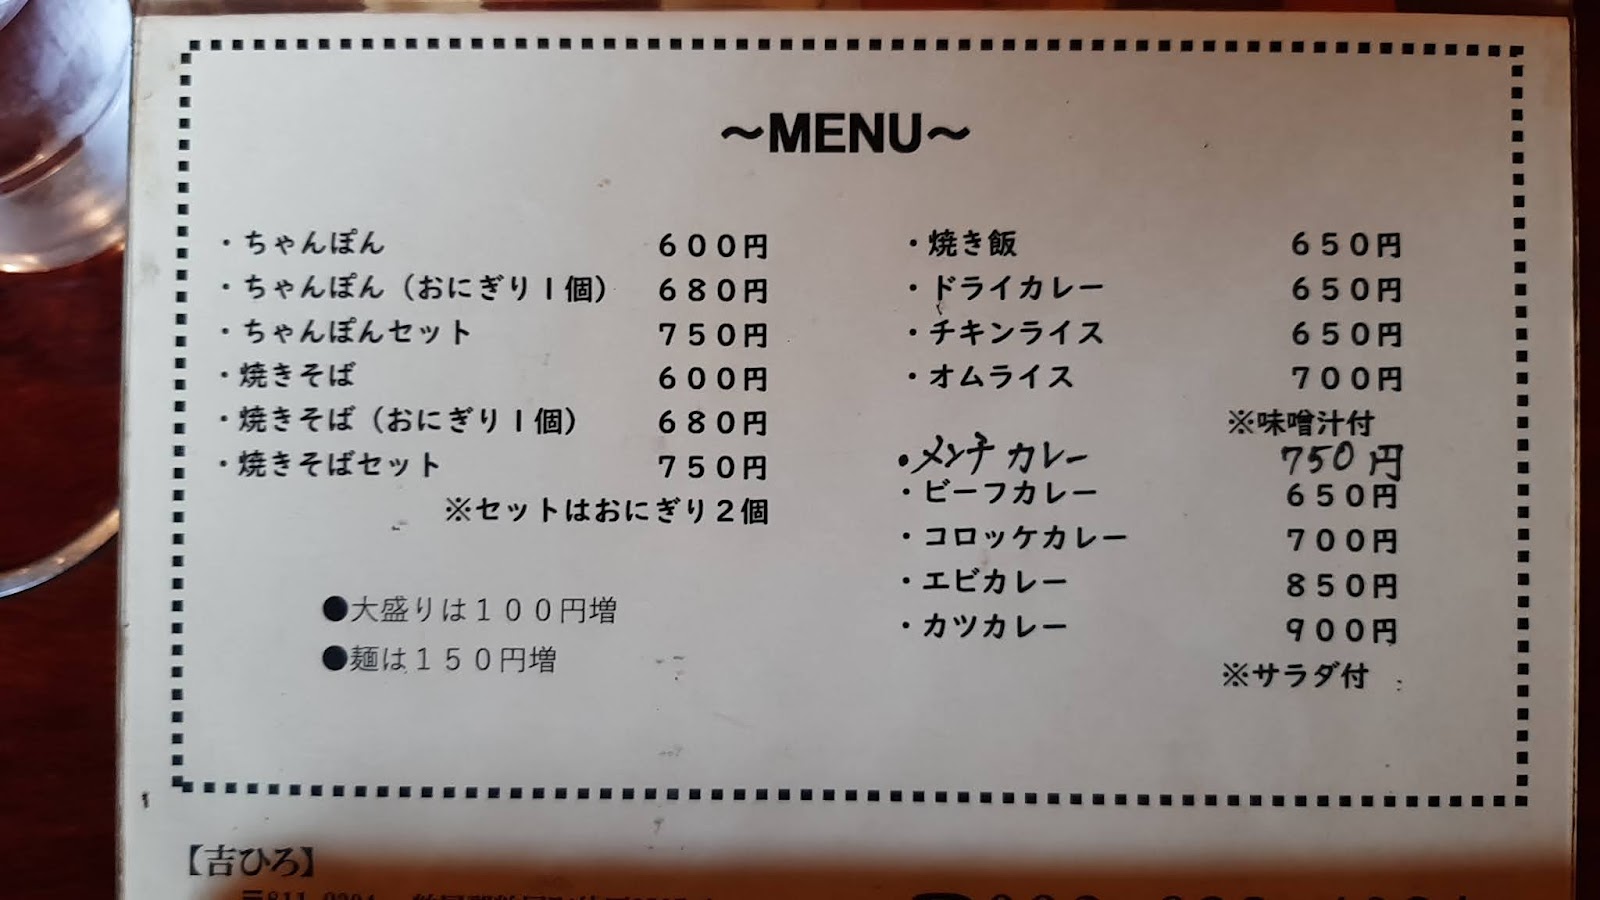 ～MENU～
・ちゃんぽん 600円
・ちゃんぽん（おにぎり1個） 680円
・ちゃんぽんセット 750円
・焼きそば 600円
・焼きそば（おにぎり1個） 680円
・焼きそばセット 750円
※セットはおにぎり2個
●大盛りは100円増
●麺は150円増
・焼き飯 650円
・ドライカレー 650円
・チキンライス 650円
・オムライス 700円
※味噌汁付
・メンチカレー 750円
・ビーフカレー 650円
・コロッケカレー 700円
・エビカレー 850円
・カツカレー 900円
※サラダ付
【吉ひろ】